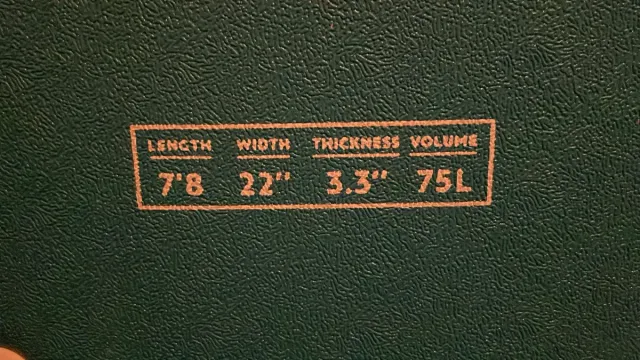 LENGTH WIDTH THICKNESS VOLUME
7'8 22" 3.3" 75L